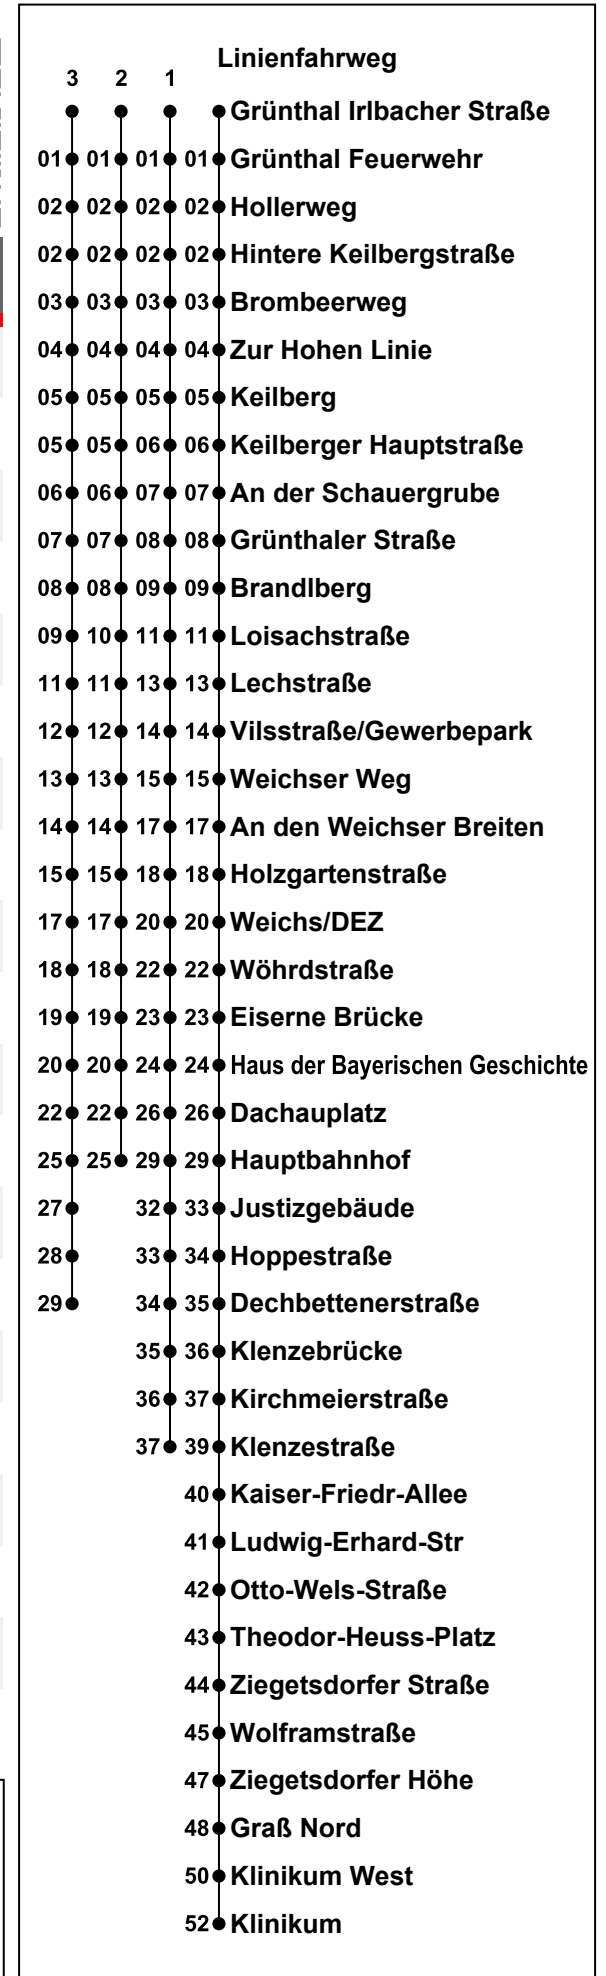 Linienfahrweg
3 2 1
Grünthal Irlbacher Straße
01 01 01 01 Grünthal Feuerwehr
02 02 02 02 Hollerweg
02 02 02 02 Hintere Keilbergstraße
03 03 03 03 Brombeerweg
04 04 04 04 Zur Hohen Linie
05 05 05 05 Keilberg
05 05 06 06 Keilberger Hauptstraße
06 06 07 07 An der Schauergrube
07 07 08 08 Grünthaler Straße
08 08 09 09 Brandlberg
09 10 11 11 Loisachstraße
11 11 13 13 Lechstraße
12 12 14 14 Vilsstraße/Gewerbepark
13 13 15 15 Weichser Weg
14 14 17 17 An den Weichser Breiten
15 15 18 18 Holzgartenstraße
17 17 20 20 Weichs/DEZ
18 18 22 22 Wöhrdstraße
19 19 23 23 Eiserne Brücke
20 20 24 24 Haus der Bayerischen Geschichte
22 22 26 26 Dachauplatz
25 25 29 29 Hauptbahnhof
27 32 33 Justizgebäude
28 33 34 Hoppestraße
29 34 35 Dechbettenerstraße
35 36 Klenzebrücke
36 37 Kirchmeierstraße
37 39 Klenzestraße
40 Kaiser-Friedr-Allee
41 Ludwig-Erhard-Str
42 Otto-Wels-Straße
43 Theodor-Heuss-Platz
44 Ziegetsdorfer Straße
45 Wolframstraße
47 Ziegetsdorfer Höhe
48 Graß Nord
50 Klinikum West
52 Klinikum